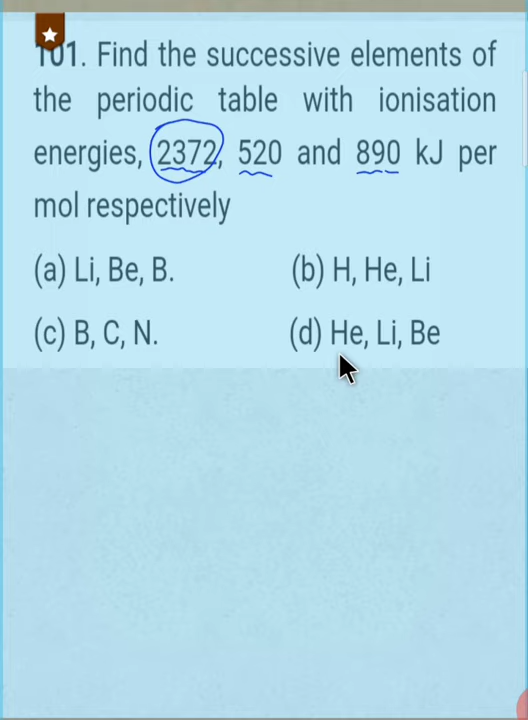 101. Find the successive elements of
the periodic table with ionisation
energies, 2372, 520 and 890 kJ per
mol respectively
(a) Li, Be, B. (b) H, He, Li
(c) B, C, N. (d) He, Li, Be